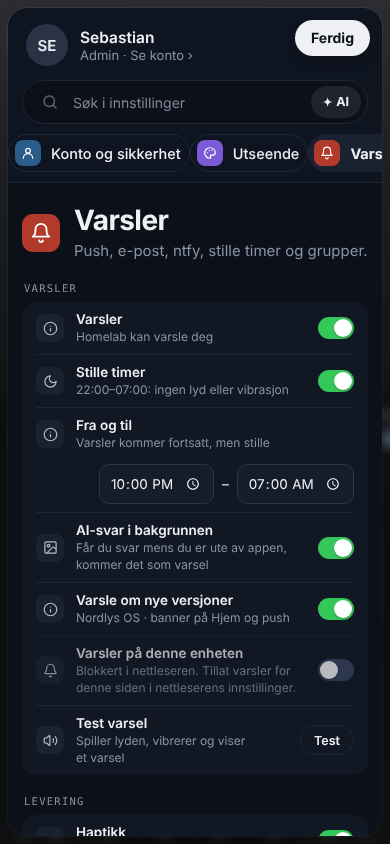 SE
Sebastian
Admin · Se konto ›
Ferdig
Søk i innstillinger
AI
Konto og sikkerhet
Utseende
Vars
Varsler
Push, e-post, ntfy, stille timer og grupper.
VARSLER
Varsler
Homelab kan varsle deg
Stille timer
22:00–07:00: ingen lyd eller vibrasjon
Fra og til
Varsler kommer fortsatt, men stille
10:00 PM – 07:00 AM
AI-svar i bakgrunnen
Får du svar mens du er ute av appen,
kommer det som varsel
Varsle om nye versjoner
Nordlys OS · banner på Hjem og push
Varsler på denne enheten
Blokkert i nettleseren. Tillat varsler for
denne siden i nettleserens innstillinger.
Test varsel
Spiller lyden, vibrerer og viser
et varsel
Test
LEVERING
Haptikk